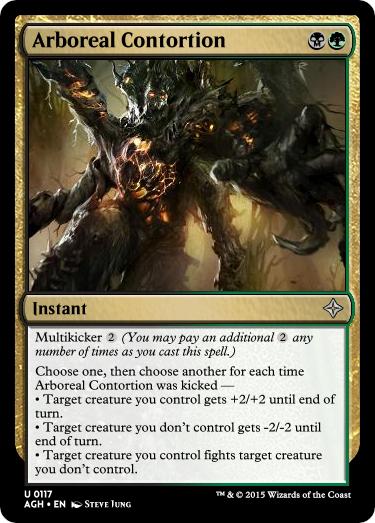 Arboreal Contortion
Instant
Multikicker 2 (You may pay an additional 2 any
number of times as you cast this spell.)
Choose one, then choose another for each time
Arboreal Contortion was kicked —
• Target creature you control gets +2/+2 until end of
turn.
• Target creature you don't control gets -2/-2 until
end of turn.
• Target creature you control fights target creature
you don't control.
U 0117
AGH • EN Steve Jung
™ & © 2015 Wizards of the Coast